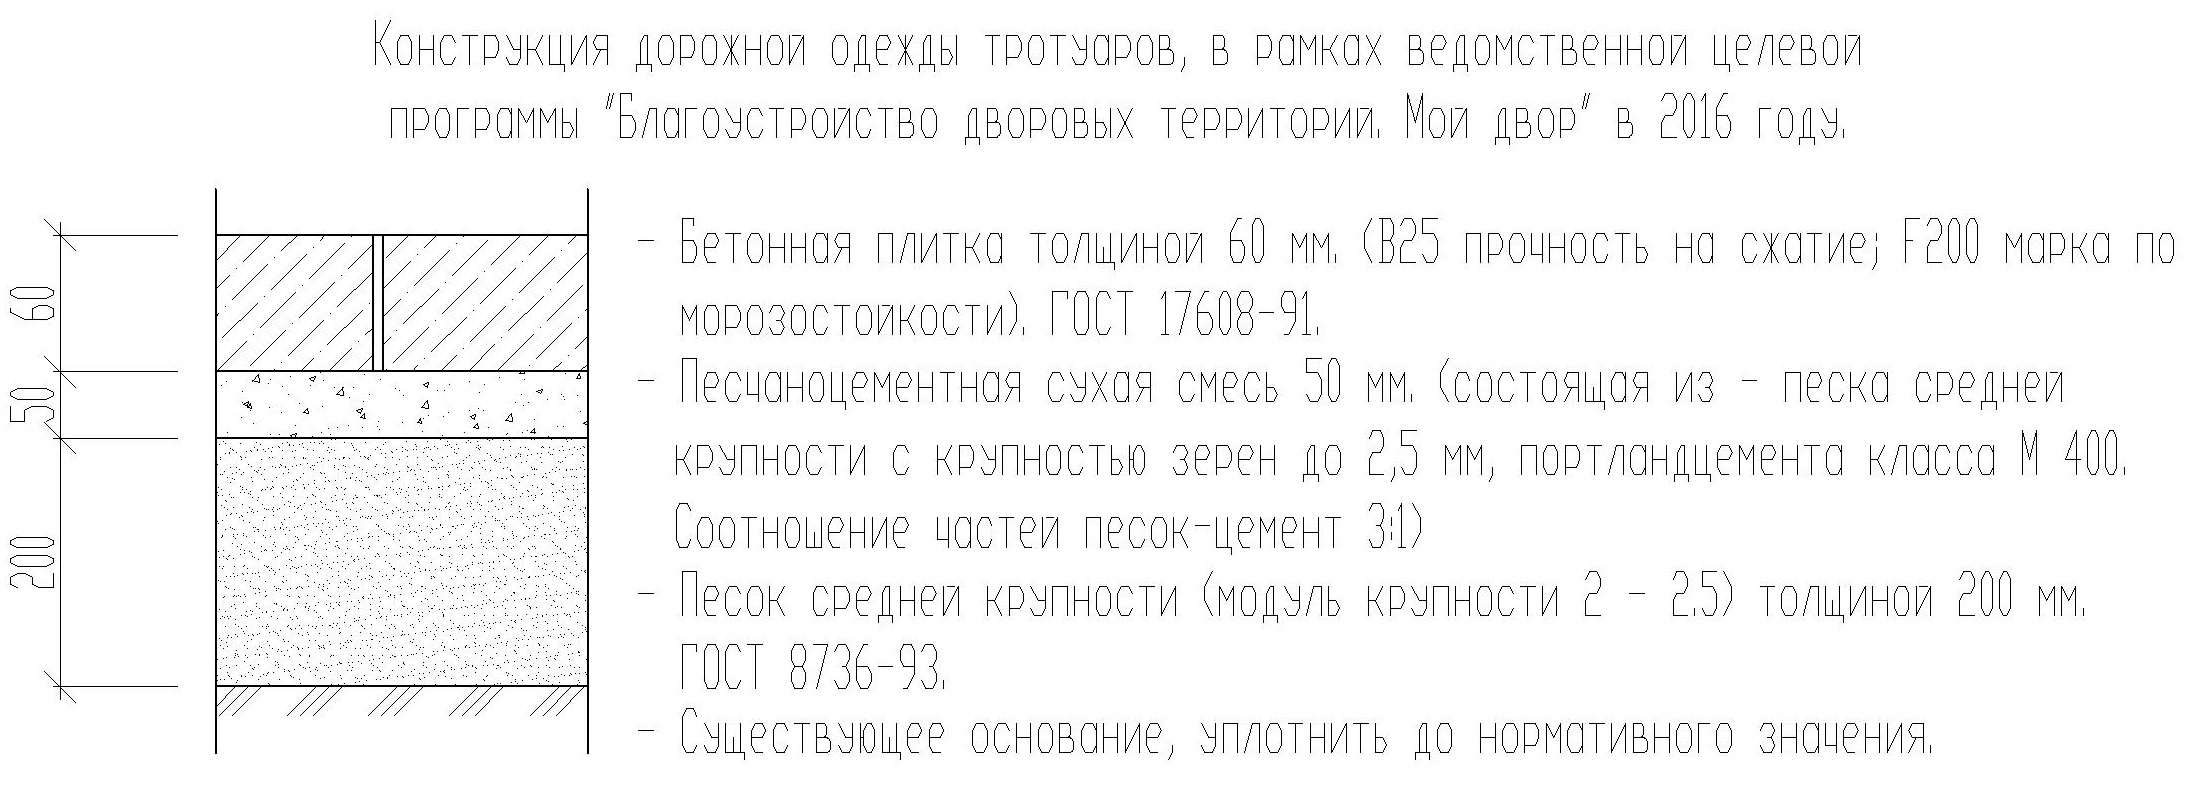 Конструкция дорожной одежды тротуаров, в рамках ведомственной целевой
программы "Благоустройство дворовых территории. Мои двор" в 2016 году.
- Бетонная плитка толщиной 60 мм. (В25 прочность на сжатие; F200 марка по
морозостойкости). ГОСТ 17608-91.
- Песчаноцементная сухая смесь 50 мм. (состоящая из - песка средней
крупности с крупностью зерен до 2,5 мм, портландцемента класса М 400.
Соотношение частей песок-цемент 3:1)
- Песок средней крупности (модуль крупности 2 - 2.5) толщиной 200 мм.
ГОСТ 8736-93.
- Существующее основание, уплотнить до нормативного значения.
60
50
200